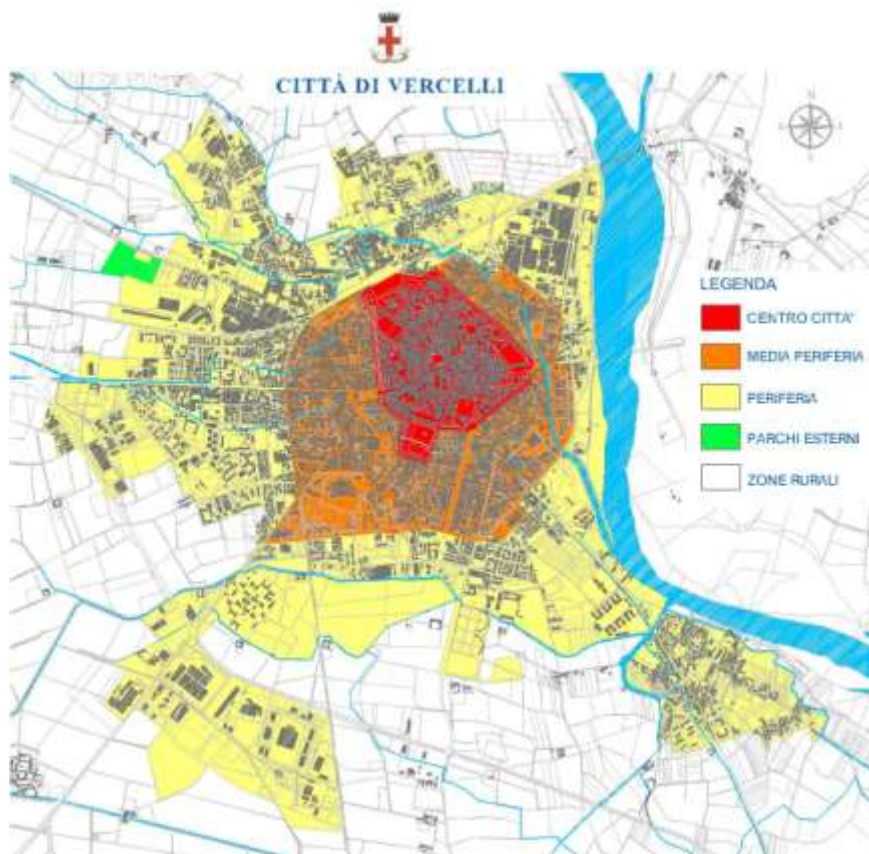 CITTÀ DI VERCELLI
N
LEGENDA
CENTRO CITTA'
MEDIA PERIFERIA
PERIFERIA
PARCHI ESTERNI
ZONE RURALI